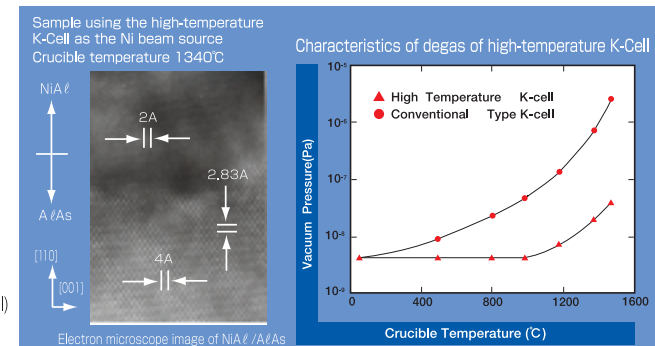 Sample using the high-temperature
K-Cell as the Ni beam source
Crucible temperature 1340℃
NiAℓ
AℓAs
[110]
[001]
2A
2.83A
4A
Electron microscope image of NiAℓ/AℓAs
l)
Characteristics of degas of high-temperature K-Cell
High Temperature K-cell
Conventional Type K-cell
Vacuum Pressure(Pa)
10-5
10-6
10-7
10-8
10-9
0
400
800
1200
1600
Crucible Temperature (℃)